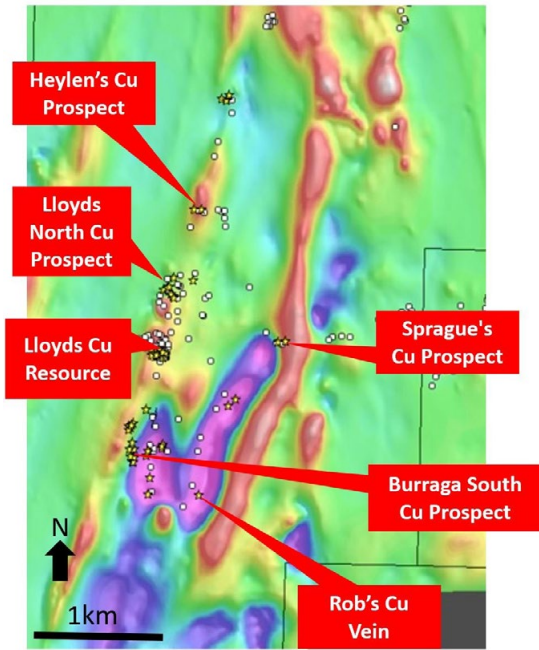 Heylen's Cu
Prospect
Lloyds
North Cu
Prospect
Lloyds Cu
Resource
Sprague's
Cu Prospect
Burraga South
Cu Prospect
Rob's Cu
Vein
N
1km